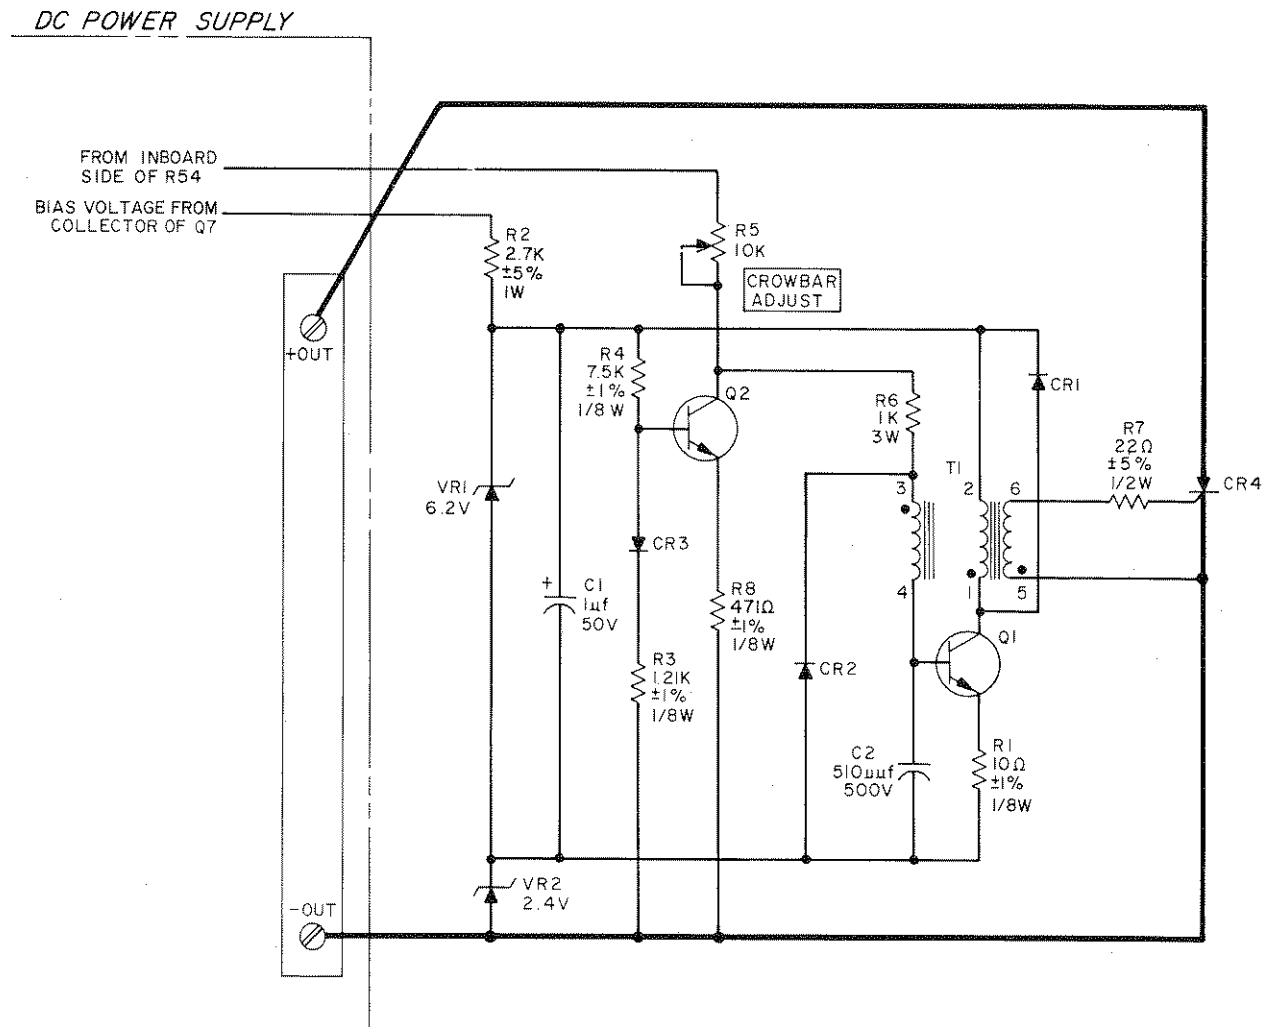 DC POWER SUPPLY
FROM INBOARD
SIDE OF R54
BIAS VOLTAGE FROM
COLLECTOR OF Q7
R2
2.7K
±5%
1W
R5
10K
CROWBAR
ADJUST
+OUT
R4
7.5K
±1%
1/8 W
Q2
R6
1K
3W
CR1
R7
22Ω
±5%
1/2W
CR4
T1
3
2
6
VR1
6.2V
CR3
+
C1
1µf
50V
R8
471Ω
±1%
1/8W
4
1
5
Q1
R3
1.21K
±1%
1/8W
CR2
C2
510µµf
500V
R1
10Ω
±1%
1/8W
VR2
2.4V
-OUT